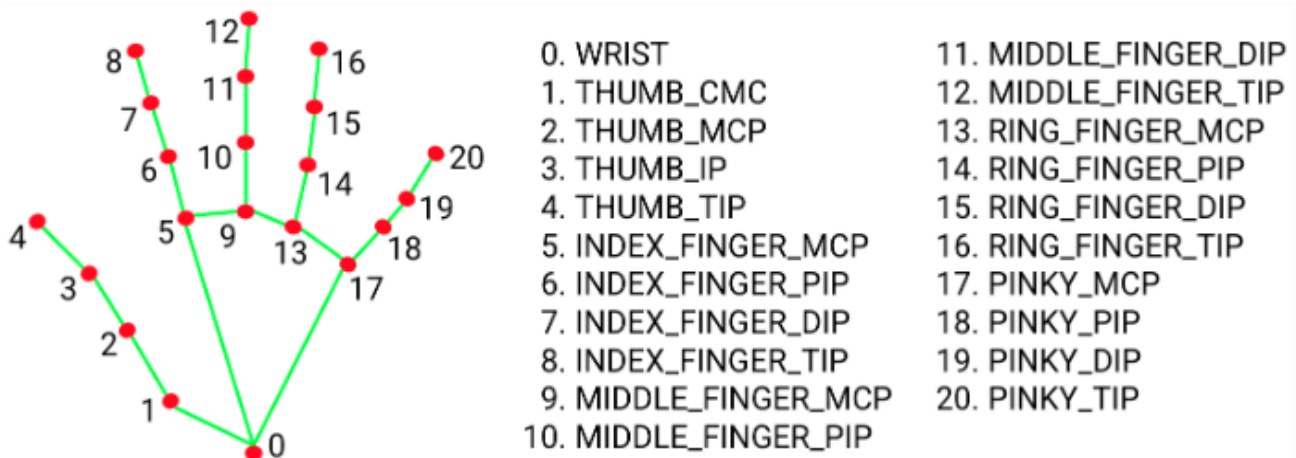 12
8
16
11
7
15
10
6
20
14
19
4
5
9
18
13
3
17
2
1
0
0. WRIST
1. THUMB_CMC
2. THUMB_MCP
3. THUMB_IP
4. THUMB_TIP
5. INDEX_FINGER_MCP
6. INDEX_FINGER_PIP
7. INDEX_FINGER_DIP
8. INDEX_FINGER_TIP
9. MIDDLE_FINGER_MCP
10. MIDDLE_FINGER_PIP
11. MIDDLE_FINGER_DIP
12. MIDDLE_FINGER_TIP
13. RING_FINGER_MCP
14. RING_FINGER_PIP
15. RING_FINGER_DIP
16. RING_FINGER_TIP
17. PINKY_MCP
18. PINKY_PIP
19. PINKY_DIP
20. PINKY_TIP